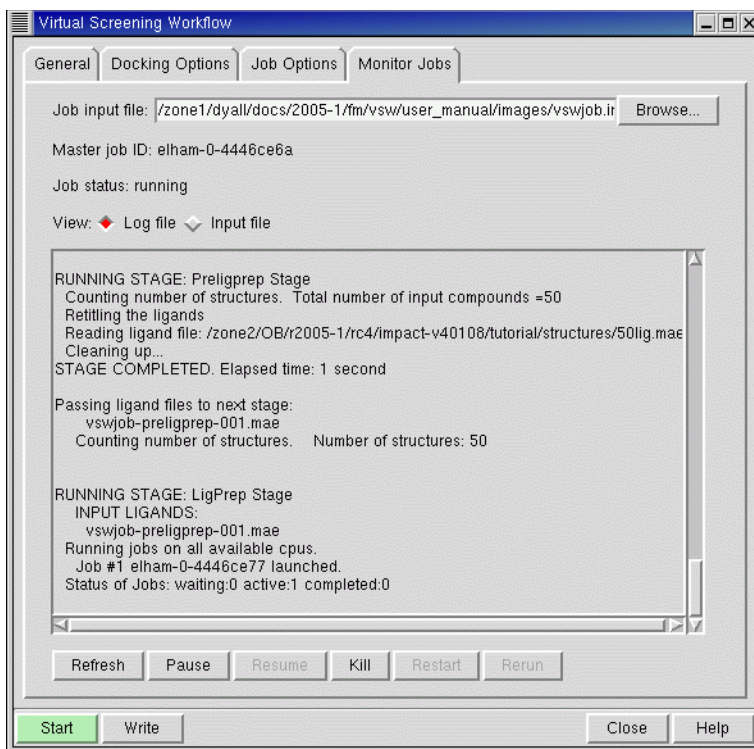 Virtual Screening Workflow
General Docking Options Job Options Monitor Jobs
Job input file: /zone1/dyall/docs/2005-1/fm/vsw/user_manual/images/vswjob.ir Browse...
Master job ID: elham-0-4446ce6a
Job status: running
View: Log file Input file
RUNNING STAGE: Preligprep Stage
Counting number of structures. Total number of input compounds =50
Retitling the ligands
Reading ligand file: /zone2/OB/r2005-1/rc4/impact-v40108/tutorial/structures/50lig.mae
Cleaning up...
STAGE COMPLETED. Elapsed time: 1 second
Passing ligand files to next stage:
vswjob-preligprep-001.mae
Counting number of structures. Number of structures: 50
RUNNING STAGE: LigPrep Stage
INPUT LIGANDS:
vswjob-preligprep-001.mae
Running jobs on all available cpus.
Job #1 elham-0-4446ce77 launched.
Status of Jobs: waiting:0 active:1 completed:0
Refresh Pause Resume Kill Restart Rerun
Start Write Close Help